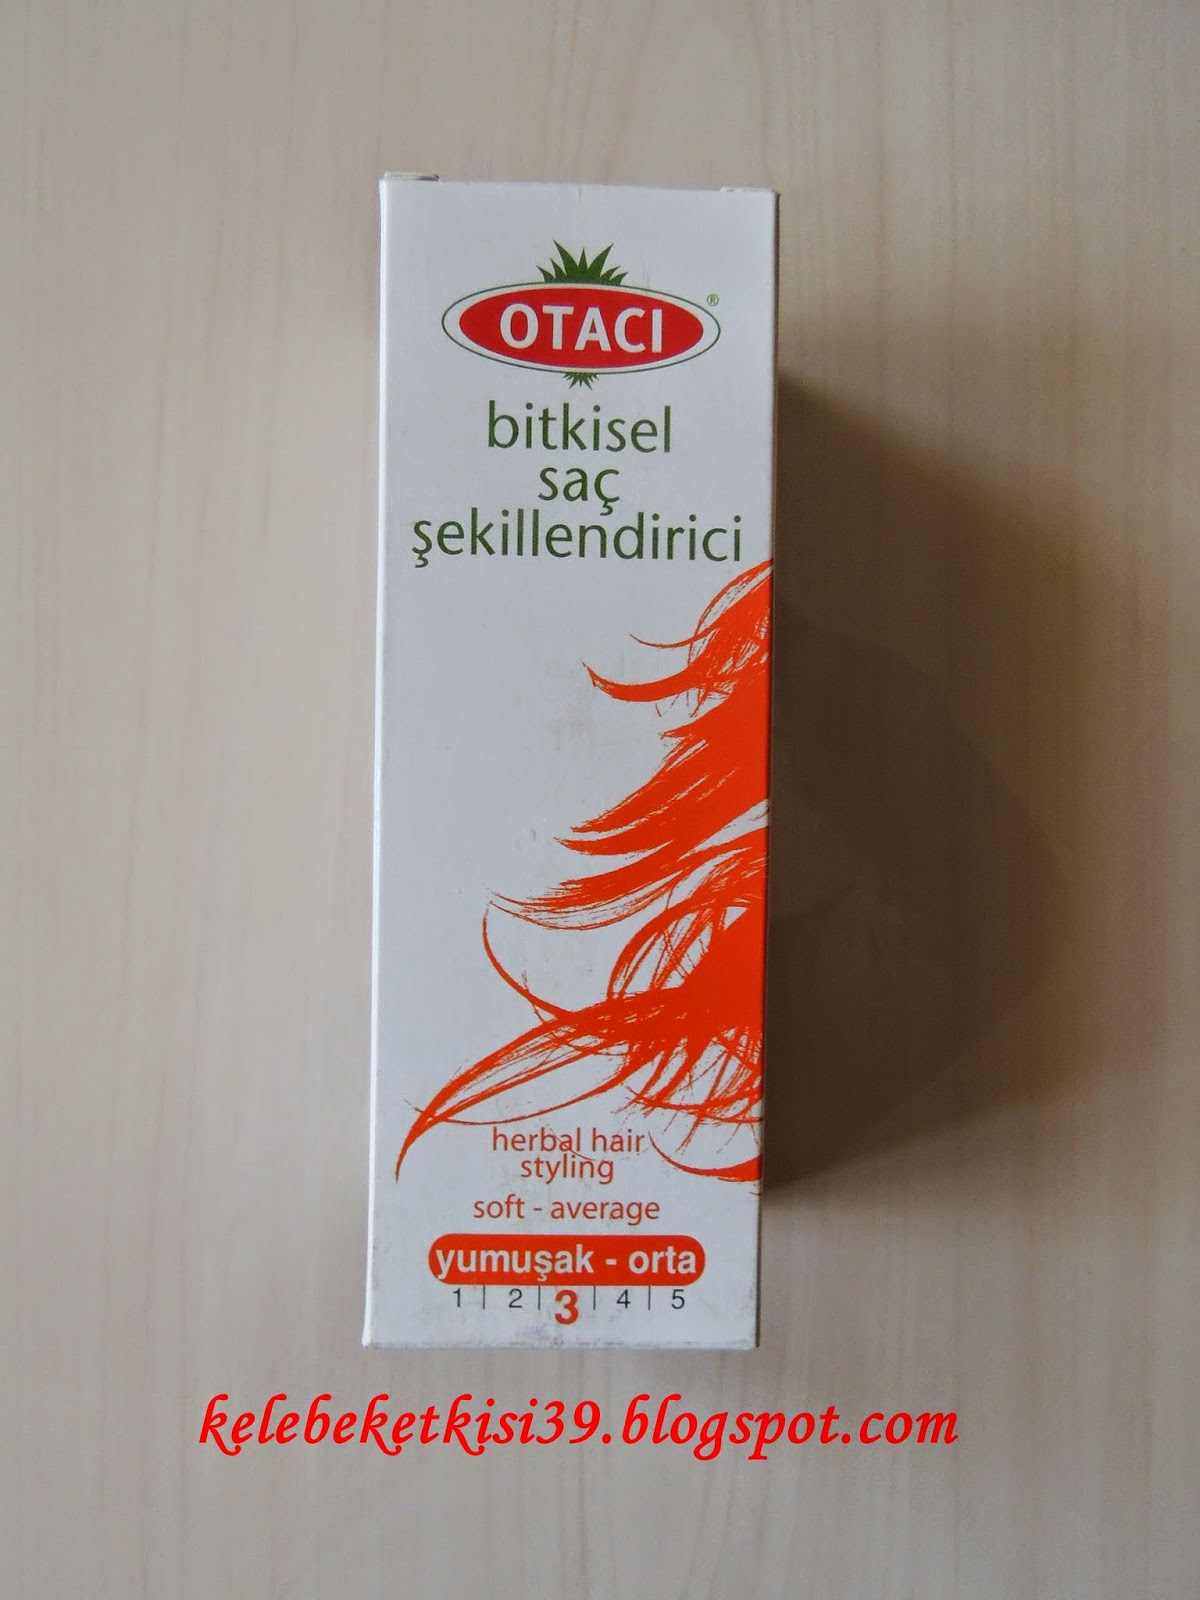 OTACI®
bitkisel
saç
şekillendirici
herbal hair
styling
soft - average
yumuşak - orta
1 | 2 | 3 | 4 | 5
kelebeketkisi39.blogspot.com